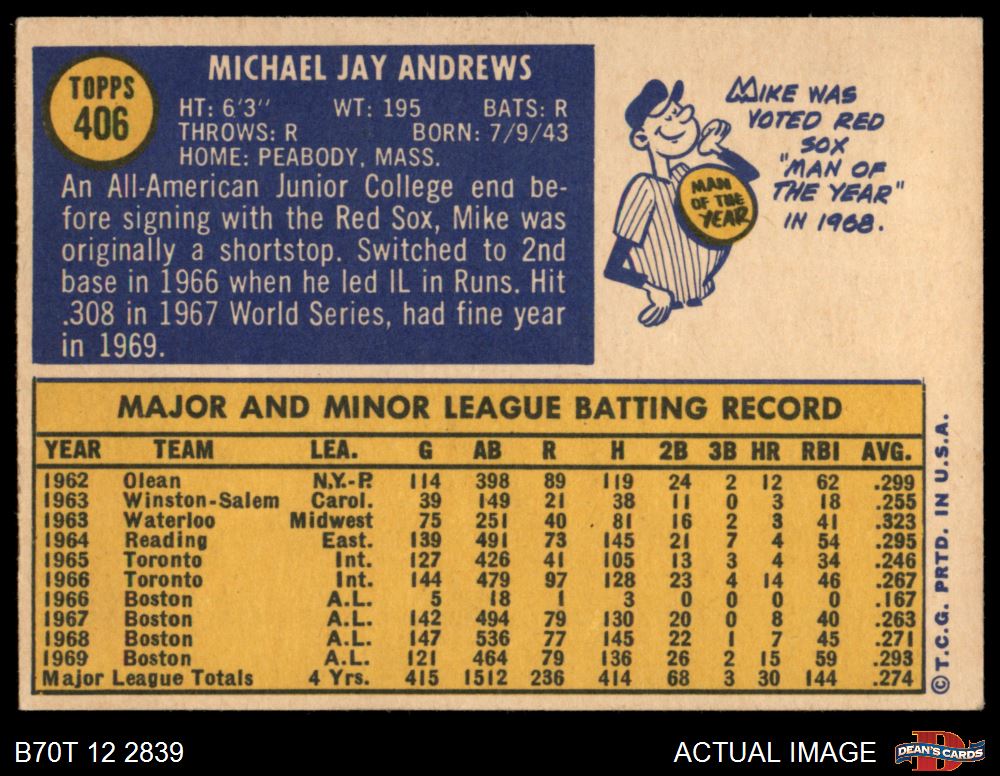 TOPPS
406
MICHAEL JAY ANDREWS
HT: 6'3" WT: 195 BATS: R
THROWS: R BORN: 7/9/43
HOME: PEABODY, MASS.
An All-American Junior College end be-
fore signing with the Red Sox, Mike was
originally a shortstop. Switched to 2nd
base in 1966 when he led IL in Runs. Hit
.308 in 1967 World Series, had fine year
in 1969.
MIKE WAS
VOTED RED
SOX
"MAN OF
THE YEAR"
IN 1968.
MAN
OF THE
YEAR
MAJOR AND MINOR LEAGUE BATTING RECORD
YEAR TEAM LEA. G AB R H 2B 3B HR RBI AVG.
1962 Olean N.Y.-P. 114 398 89 119 24 2 12 62 .299
1963 Winston-Salem Carol. 39 149 21 38 11 0 3 18 .255
1963 Waterloo Midwest 75 251 40 81 16 2 3 41 .323
1964 Reading East. 139 491 73 145 21 7 4 54 .295
1965 Toronto Int. 127 426 41 105 13 3 4 34 .246
1966 Toronto Int. 144 479 97 128 23 4 14 46 .267
1966 Boston A.L. 5 18 1 3 0 0 0 0 .167
1967 Boston A.L. 142 494 79 130 20 0 8 40 .263
1968 Boston A.L. 147 536 77 145 22 1 7 45 .271
1969 Boston A.L. 121 464 79 136 26 2 15 59 .293
Major League Totals 4 Yrs. 415 1512 236 414 68 3 30 144 .274
© T.C.G. PRTD. IN U.S.A.
B70T 12 2839
ACTUAL IMAGE
DEAN'S CARDS